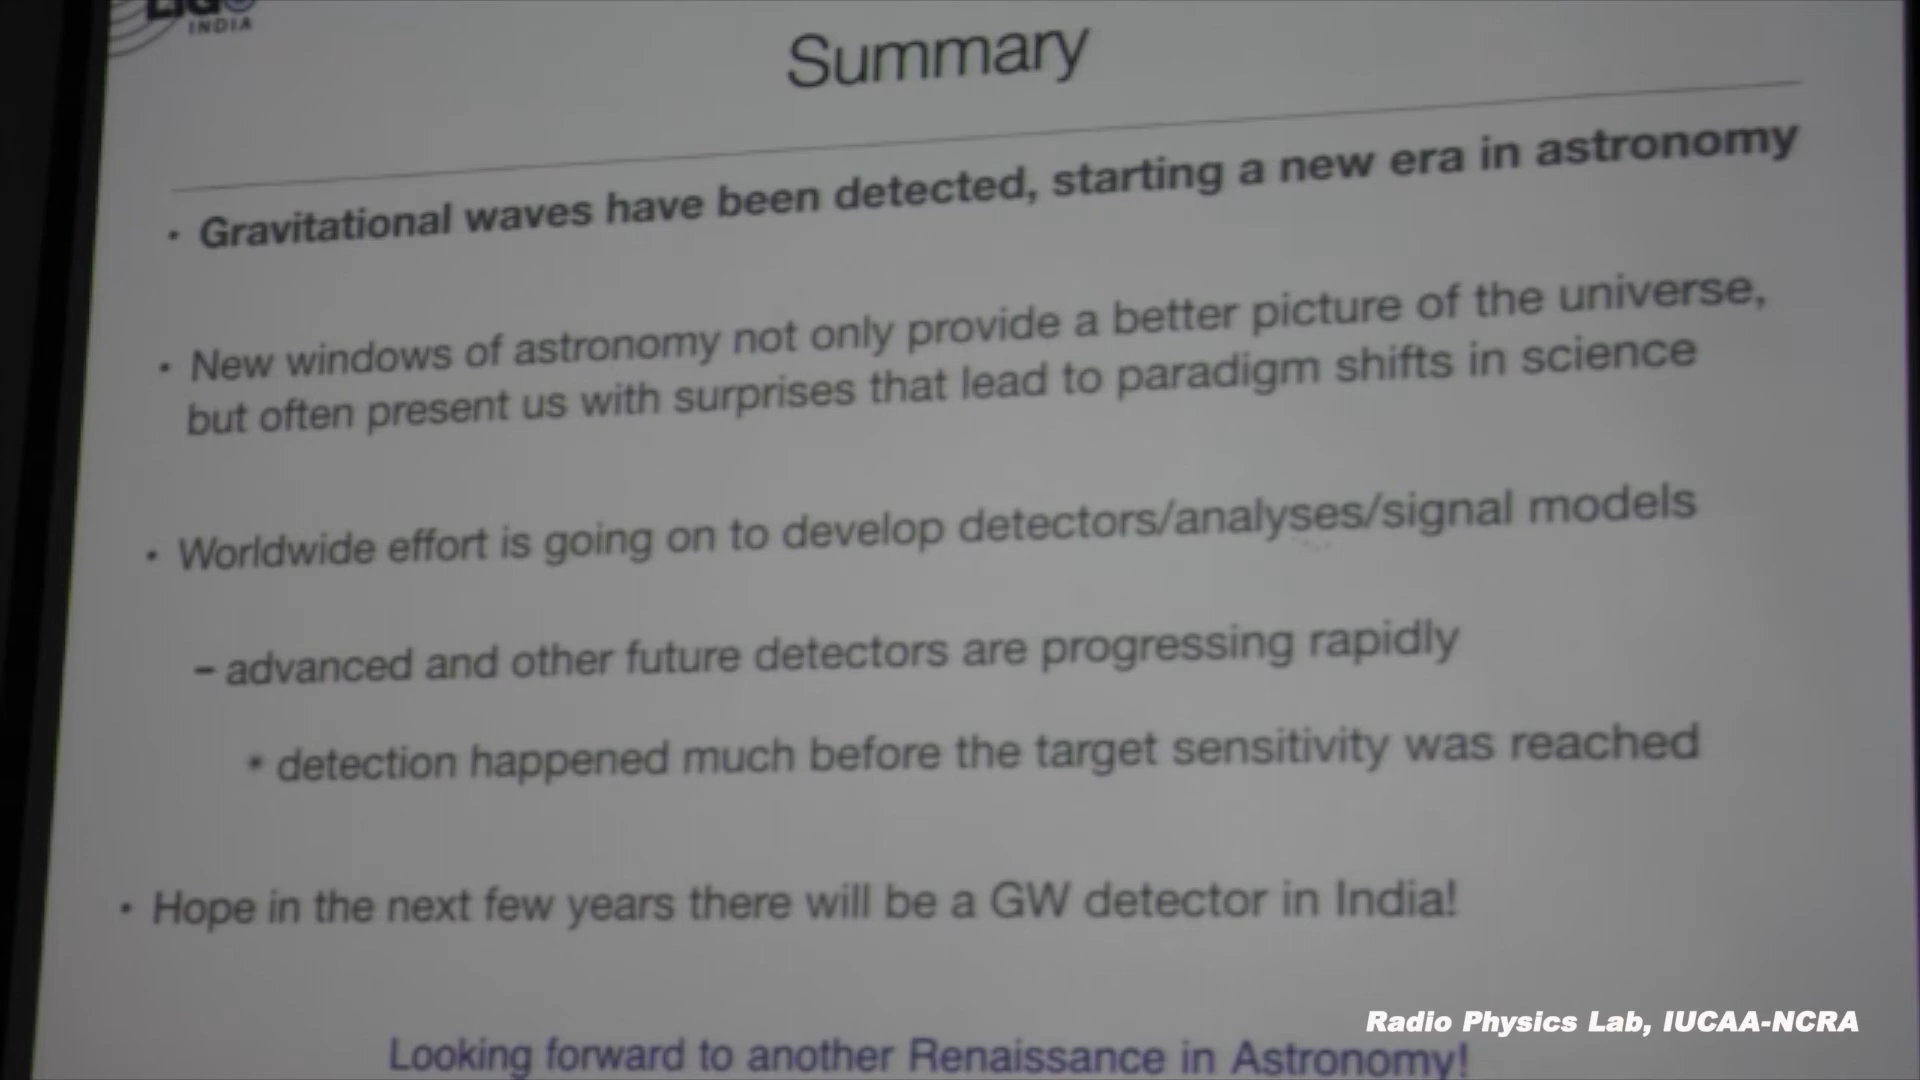 INDIA
Summary
• Gravitational waves have been detected, starting a new era in astronomy
• New windows of astronomy not only provide a better picture of the universe,
but often present us with surprises that lead to paradigm shifts in science
• Worldwide effort is going on to develop detectors/analyses/signal models
– advanced and other future detectors are progressing rapidly
* detection happened much before the target sensitivity was reached
• Hope in the next few years there will be a GW detector in India!
Radio Physics Lab, IUCAA-NCRA
Looking forward to another Renaissance in Astronomy!